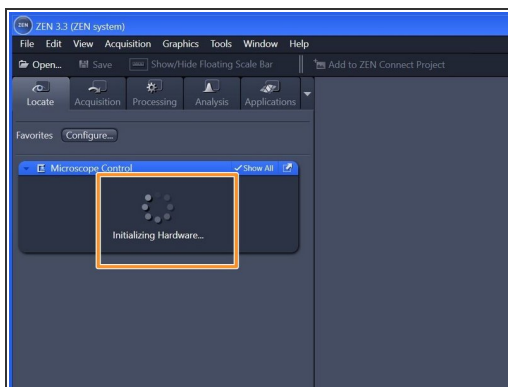 ZEN ZEN 3.3 (ZEN system)
File Edit View Acquisition Graphics Tools Window Help
Open... Save Show/Hide Floating Scale Bar Add to ZEN Connect Project
Locate Acquisition Processing Analysis Applications
Favorites Configure...
Microscope Control Show All
Initializing Hardware...